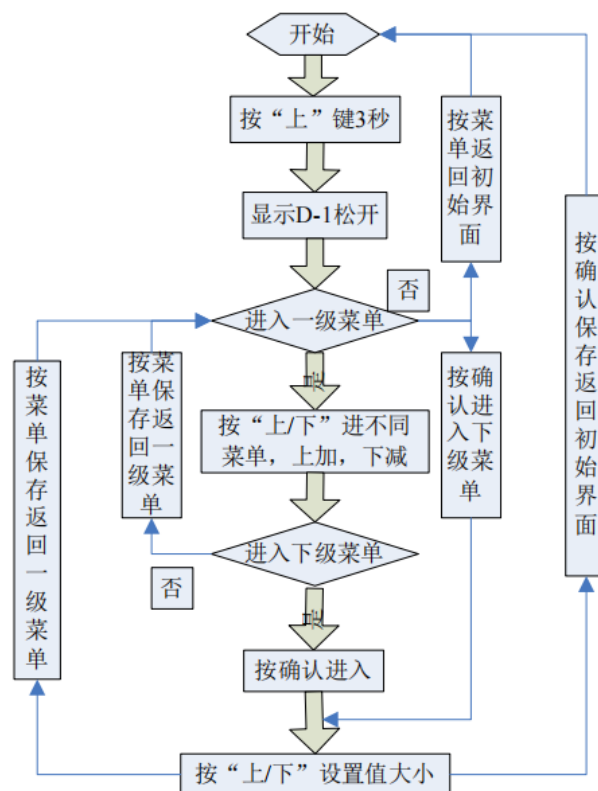 开始
按“上”键3秒
显示D-1松开
进入一级菜单
否
是
按“上/下”进不同
菜单，上加，下减
进入下级菜单
否
是
按确认进入
按“上/下”设置值大小
按菜单保存返回一级菜单
按菜单保存返回一级菜单
按菜单返回初始界面
按确认进入下级菜单
按确认保存返回初始界面